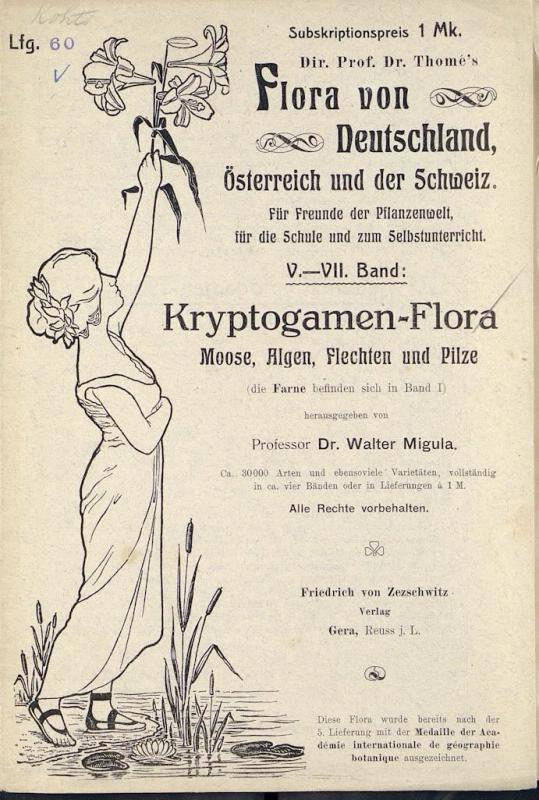 Lfg. 60
Subskriptionspreis 1 Mk.
Dir. Prof. Dr. Thomé's
Flora von
Deutschland,
Österreich und der Schweiz.
Für Freunde der Pflanzenwelt,
für die Schule und zum Selbstunterricht.
V.—VII. Band:
Kryptogamen-Flora
Moose, Algen, Flechten und Pilze
(die Farne befinden sich in Band I)
herausgegeben von
Professor Dr. Walter Migula.
Ca. 30000 Arten und ebensoviele Varietäten, vollständig
in ca. vier Bänden oder in Lieferungen à 1 M.
Alle Rechte vorbehalten.
Friedrich von Zezschwitz
Verlag
Gera, Reuss j. L.
Diese Flora wurde bereits nach der
5. Lieferung mit der Medaille der Aca-
démie internationale de géographie
botanique ausgezeichnet.